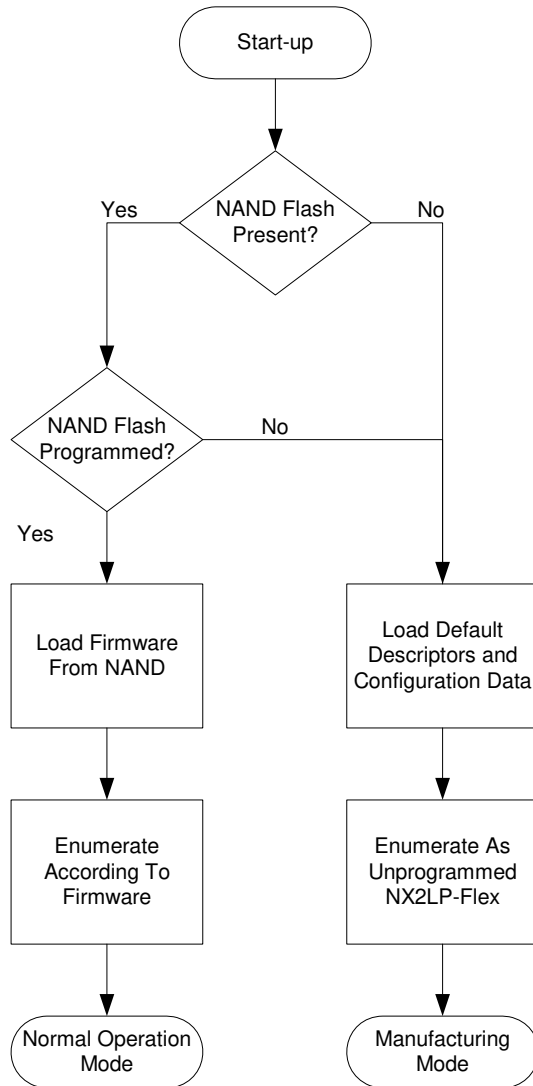 Start-up
Yes
NAND Flash
Present?
No
NAND Flash
Programmed?
No
Yes
Load Firmware
From NAND
Load Default
Descriptors and
Configuration Data
Enumerate
According To
Firmware
Enumerate As
Unprogrammed
NX2LP-Flex
Normal Operation
Mode
Manufacturing
Mode